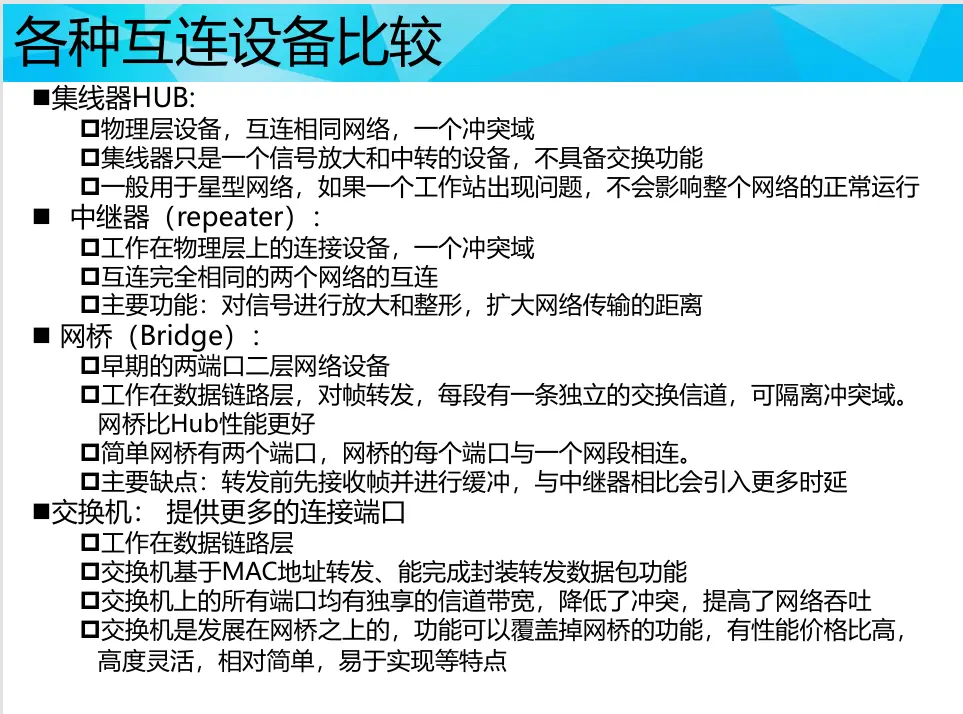 各种互连设备比较
■集线器HUB:
□物理层设备，互连相同网络，一个冲突域
□集线器只是一个信号放大和中转的设备，不具备交换功能
□一般用于星型网络，如果一个工作站出现问题，不会影响整个网络的正常运行
■ 中继器（repeater）:
□工作在物理层上的连接设备，一个冲突域
□互连完全相同的两个网络的互连
□主要功能：对信号进行放大和整形，扩大网络传输的距离
■ 网桥（Bridge）:
□早期的两端口二层网络设备
□工作在数据链路层，对帧转发，每段有一条独立的交换信道，可隔离冲突域。
网桥比Hub性能更好
□简单网桥有两个端口，网桥的每个端口与一个网段相连。
□主要缺点：转发前先接收帧并进行缓冲，与中继器相比会引入更多时延
■交换机： 提供更多的连接端口
□工作在数据链路层
□交换机基于MAC地址转发、能完成封装转发数据包功能
□交换机上的所有端口均有独享的信道带宽，降低了冲突，提高了网络吞吐
□交换机是发展在网桥之上的，功能可以覆盖掉网桥的功能，有性能价格比高，
高度灵活，相对简单，易于实现等特点